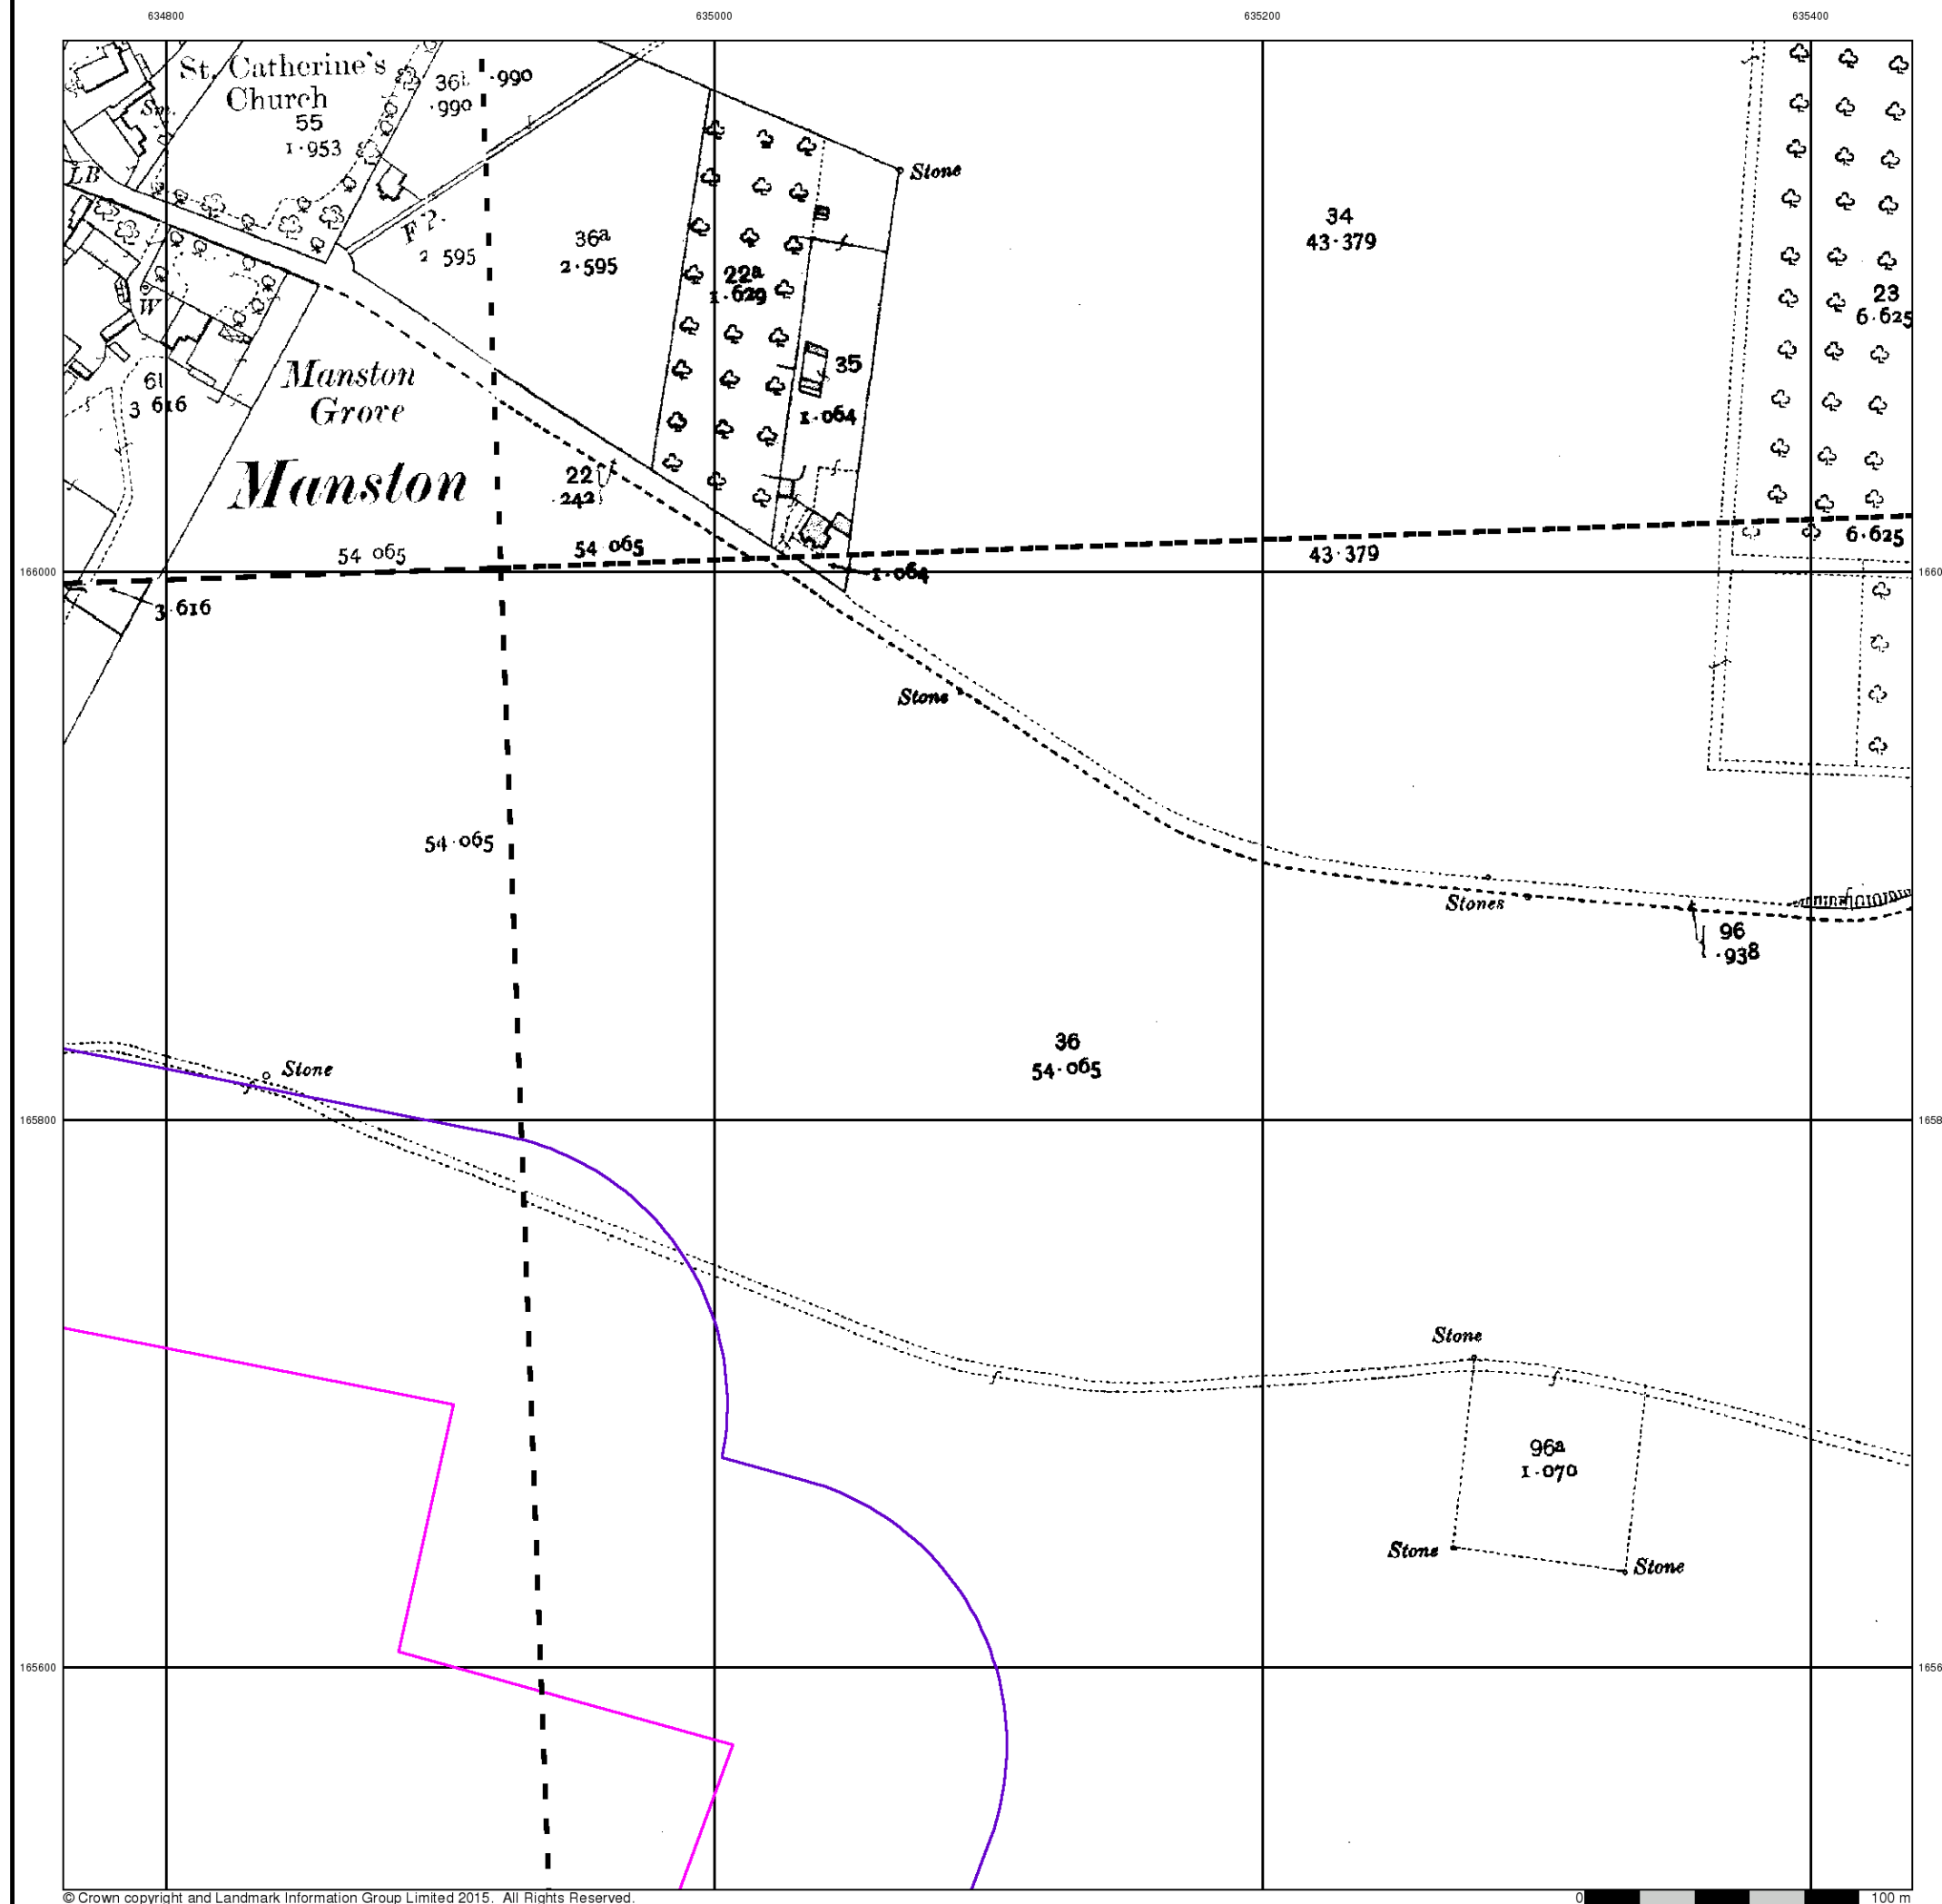 634800
635000
635200
635400
St. Catherine's
Church
55
1·953
·990
·990
Sm.
LB
W
F.P.
2 595
36a
2·595
22a
1·629
Stone
34
43·379
23
6·625
35
1·064
61
3 616
Manston
Grove
Manston
22
·242
54 065
54·065
43·379
6·625
166000
1660
1·064
3·616
Stone
54·065
Stones
96
·938
36
54·065
Stone
165800
1658
Stone
96a
1·070
Stone
Stone
165600
1656
© Crown copyright and Landmark Information Group Limited 2015. All Rights Reserved.
0
100 m